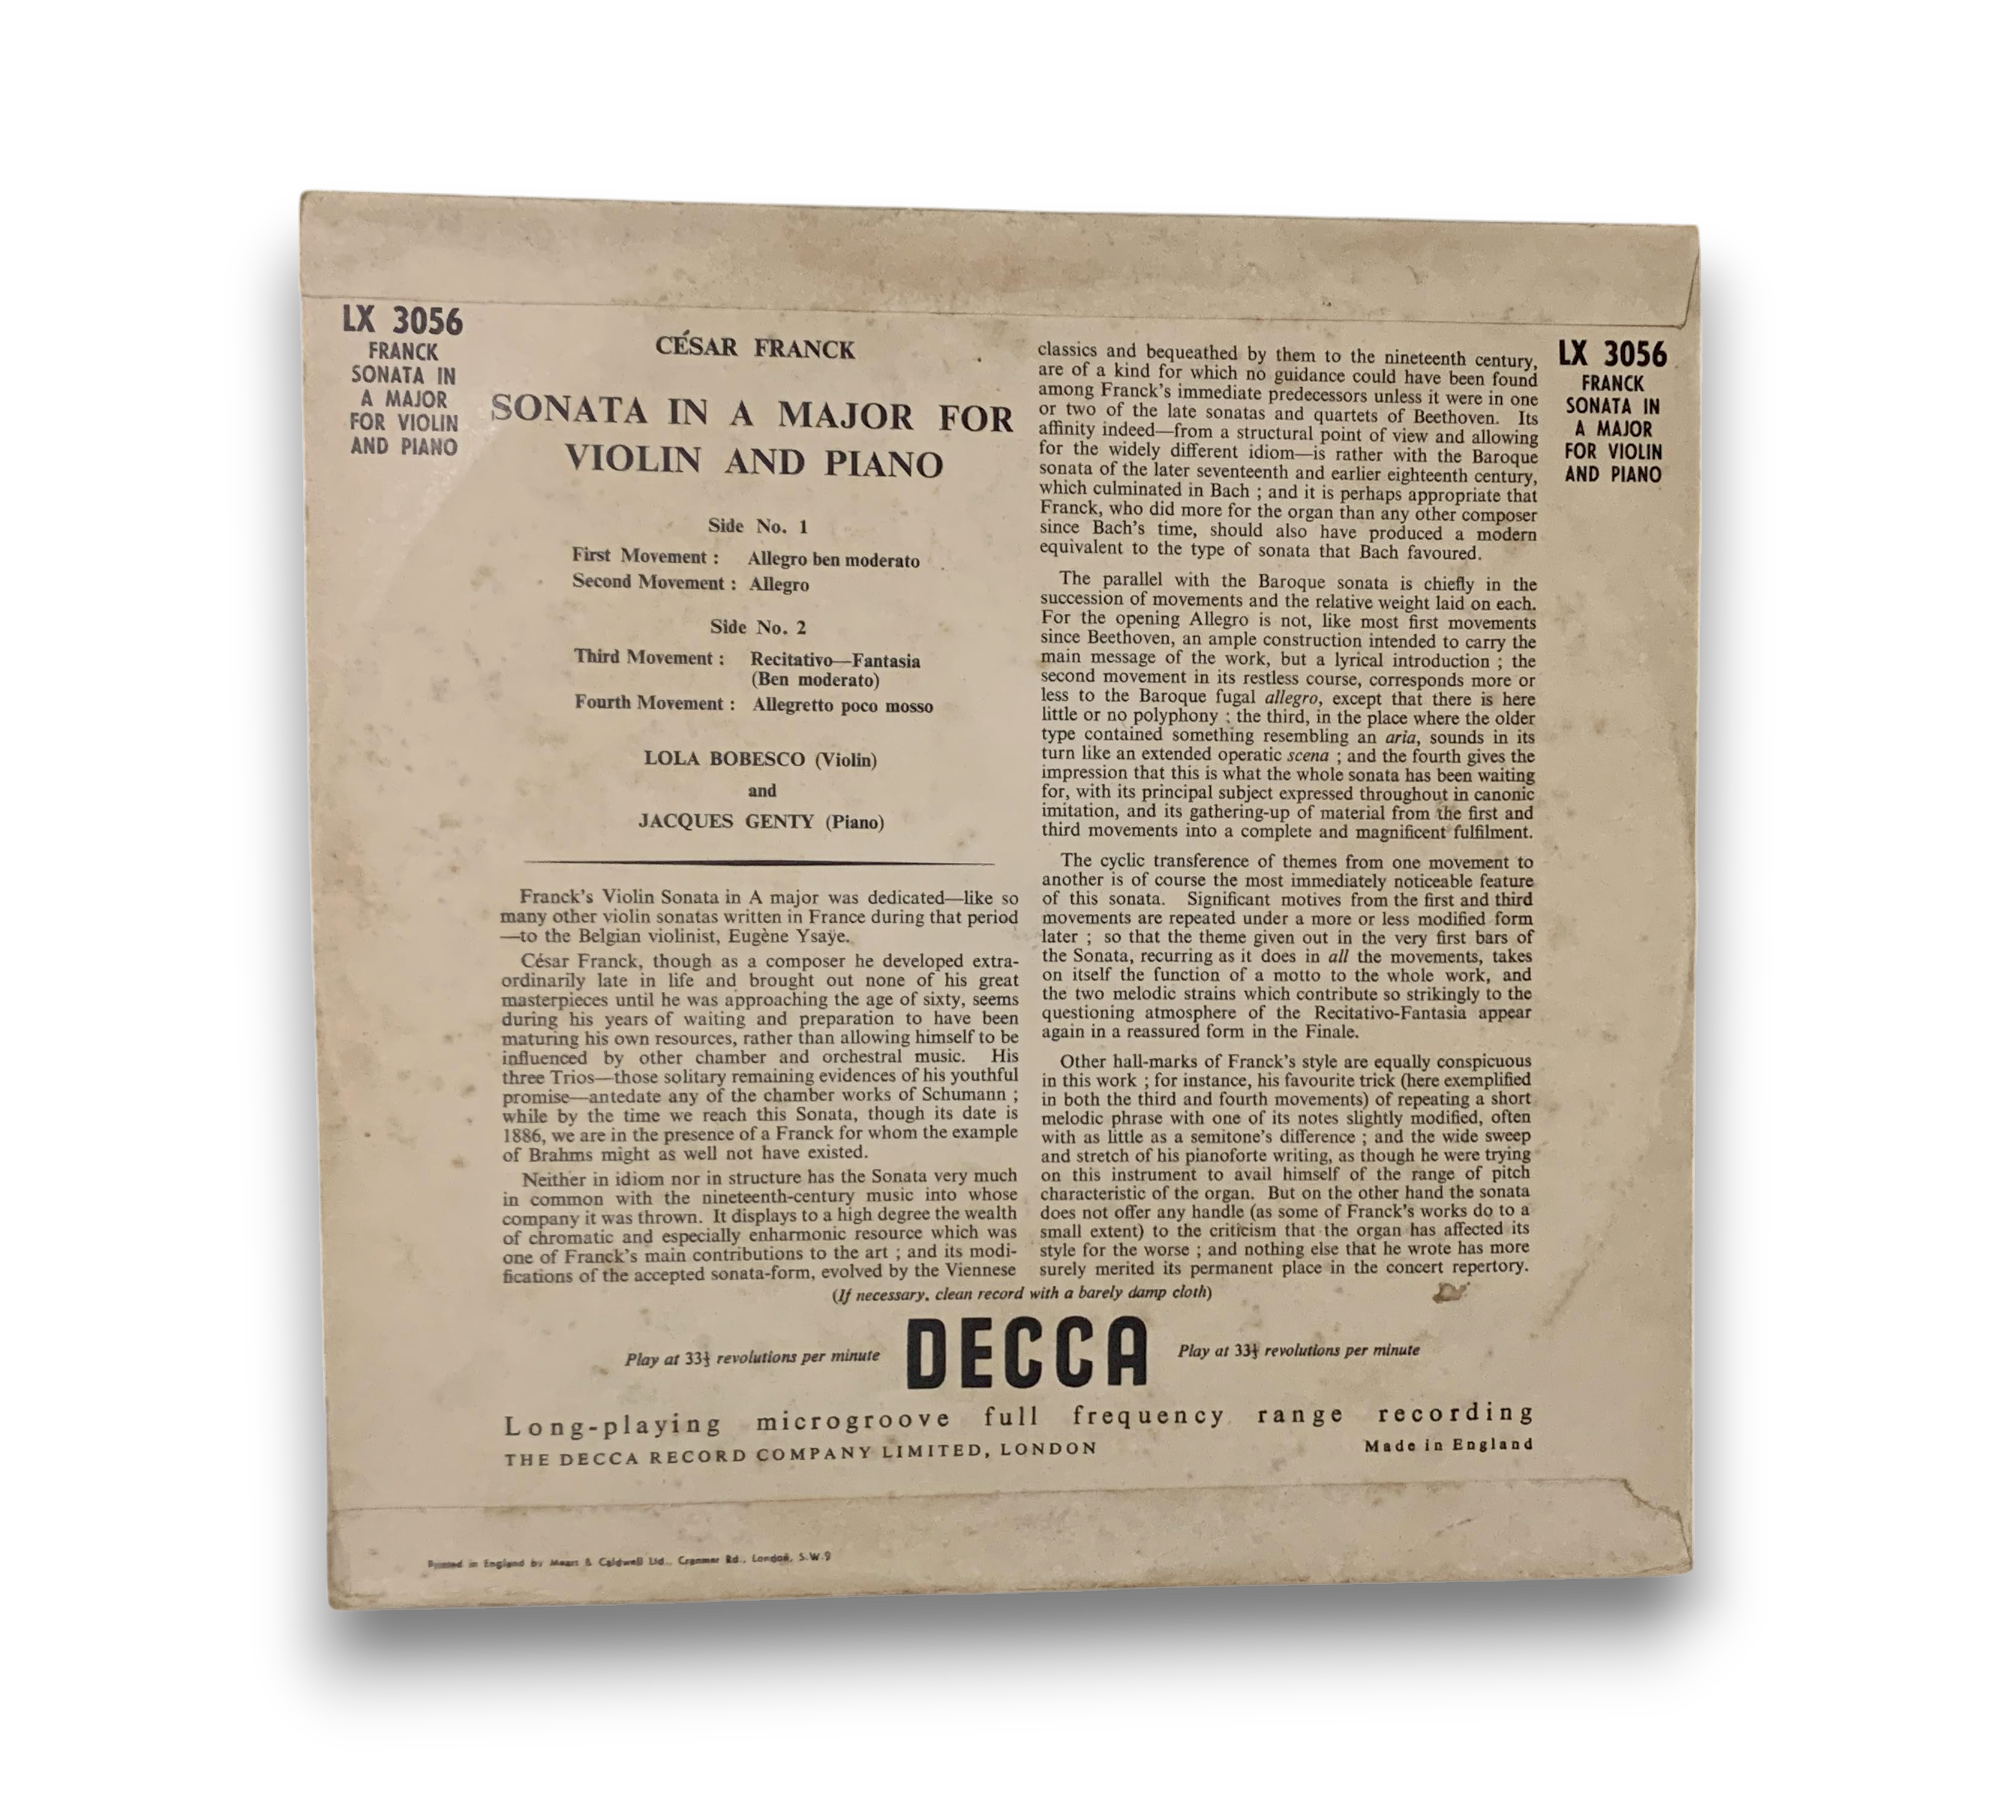 LX 3056
FRANCK
SONATA IN
A MAJOR
FOR VIOLIN
AND PIANO
CÉSAR FRANCK
SONATA IN A MAJOR FOR
VIOLIN AND PIANO
Side No. 1
First Movement : Allegro ben moderato
Second Movement : Allegro
Side No. 2
Third Movement : Recitativo—Fantasia
(Ben moderato)
Fourth Movement : Allegretto poco mosso
LOLA BOBESCO (Violin)
and
JACQUES GENTY (Piano)
Franck's Violin Sonata in A major was dedicated—like so
many other violin sonatas written in France during that period
—to the Belgian violinist, Eugène Ysaÿe.
César Franck, though as a composer he developed extra-
ordinarily late in life and brought out none of his great
masterpieces until he was approaching the age of sixty, seems
during his years of waiting and preparation to have been
maturing his own resources, rather than allowing himself to be
influenced by other chamber and orchestral music. His
three Trios—those solitary remaining evidences of his youthful
promise—antedate any of the chamber works of Schumann ;
while by the time we reach this Sonata, though its date is
1886, we are in the presence of a Franck for whom the example
of Brahms might as well not have existed.
Neither in idiom nor in structure has the Sonata very much
in common with the nineteenth-century music into whose
company it was thrown. It displays to a high degree the wealth
of chromatic and especially enharmonic resource which was
one of Franck's main contributions to the art ; and its modi-
fications of the accepted sonata-form, evolved by the Viennese
classics and bequeathed by them to the nineteenth century,
are of a kind for which no guidance could have been found
among Franck's immediate predecessors unless it were in one
or two of the late sonatas and quartets of Beethoven. Its
affinity indeed—from a structural point of view and allowing
for the widely different idiom—is rather with the Baroque
sonata of the later seventeenth and earlier eighteenth century,
which culminated in Bach ; and it is perhaps appropriate that
Franck, who did more for the organ than any other composer
since Bach's time, should also have produced a modern
equivalent to the type of sonata that Bach favoured.
The parallel with the Baroque sonata is chiefly in the
succession of movements and the relative weight laid on each.
For the opening Allegro is not, like most first movements
since Beethoven, an ample construction intended to carry the
main message of the work, but a lyrical introduction ; the
second movement in its restless course, corresponds more or
less to the Baroque fugal allegro, except that there is here
little or no polyphony ; the third, in the place where the older
type contained something resembling an aria, sounds in its
turn like an extended operatic scena ; and the fourth gives the
impression that this is what the whole sonata has been waiting
for, with its principal subject expressed throughout in canonic
imitation, and its gathering-up of material from the first and
third movements into a complete and magnificent fulfilment.
The cyclic transference of themes from one movement to
another is of course the most immediately noticeable feature
of this sonata. Significant motives from the first and third
movements are repeated under a more or less modified form
later ; so that the theme given out in the very first bars of
the Sonata, recurring as it does in all the movements, takes
on itself the function of a motto to the whole work, and
the two melodic strains which contribute so strikingly to the
questioning atmosphere of the Recitativo-Fantasia appear
again in a reassured form in the Finale.
Other hall-marks of Franck's style are equally conspicuous
in this work ; for instance, his favourite trick (here exemplified
in both the third and fourth movements) of repeating a short
melodic phrase with one of its notes slightly modified, often
with as little as a semitone's difference ; and the wide sweep
and stretch of his pianoforte writing, as though he were trying
on this instrument to avail himself of the range of pitch
characteristic of the organ. But on the other hand the sonata
does not offer any handle (as some of Franck's works do to a
small extent) to the criticism that the organ has affected its
style for the worse ; and nothing else that he wrote has more
surely merited its permanent place in the concert repertory.
LX 3056
FRANCK
SONATA IN
A MAJOR
FOR VIOLIN
AND PIANO
(If necessary, clean record with a barely damp cloth)
Play at 33⅓ revolutions per minute DECCA Play at 33⅓ revolutions per minute
Long-playing microgroove full frequency range recording
THE DECCA RECORD COMPANY LIMITED, LONDON Made in England
Printed in England by Mears & Caldwell Ltd., Cranmer Rd., London, S.W.9